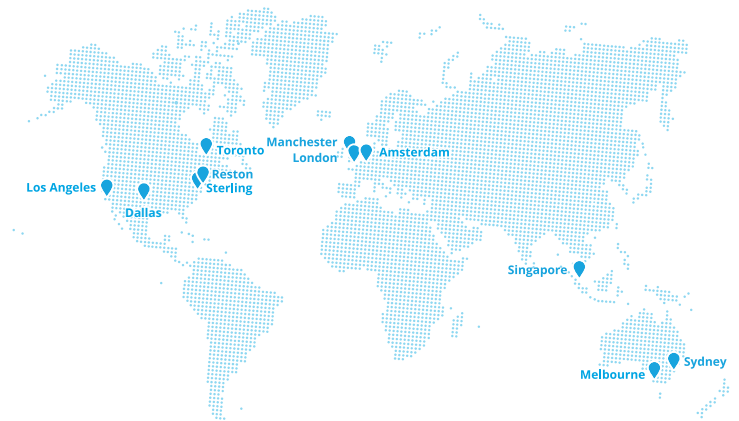 Manchester
Toronto
London
Amsterdam
Reston
Los Angeles
Sterling
Dallas
Singapore
Sydney
Melbourne